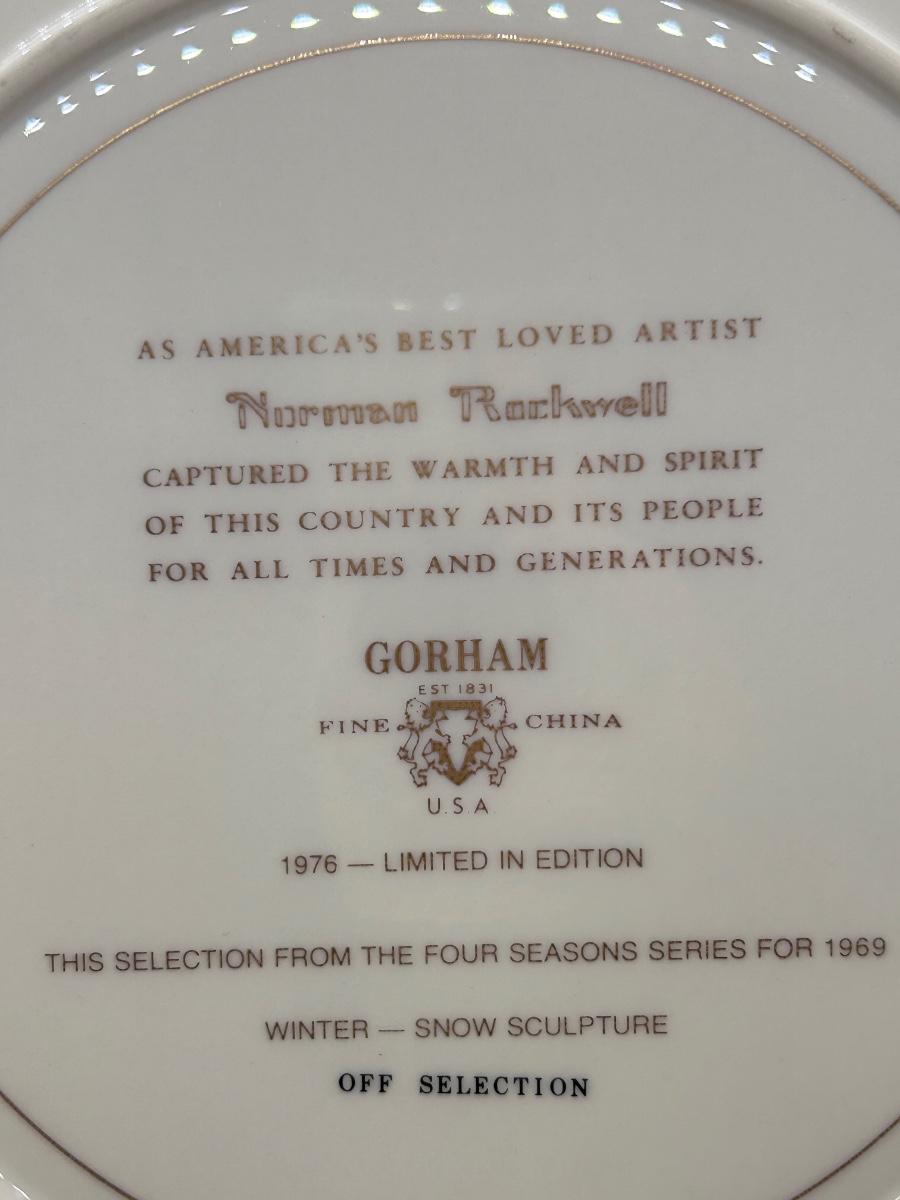 AS AMERICA'S BEST LOVED ARTIST
Norman Rockwell
CAPTURED THE WARMTH AND SPIRIT
OF THIS COUNTRY AND ITS PEOPLE
FOR ALL TIMES AND GENERATIONS.
GORHAM
EST 1831
FINE CHINA
U.S.A.
1976 — LIMITED IN EDITION
THIS SELECTION FROM THE FOUR SEASONS SERIES FOR 1969
WINTER — SNOW SCULPTURE
OFF SELECTION